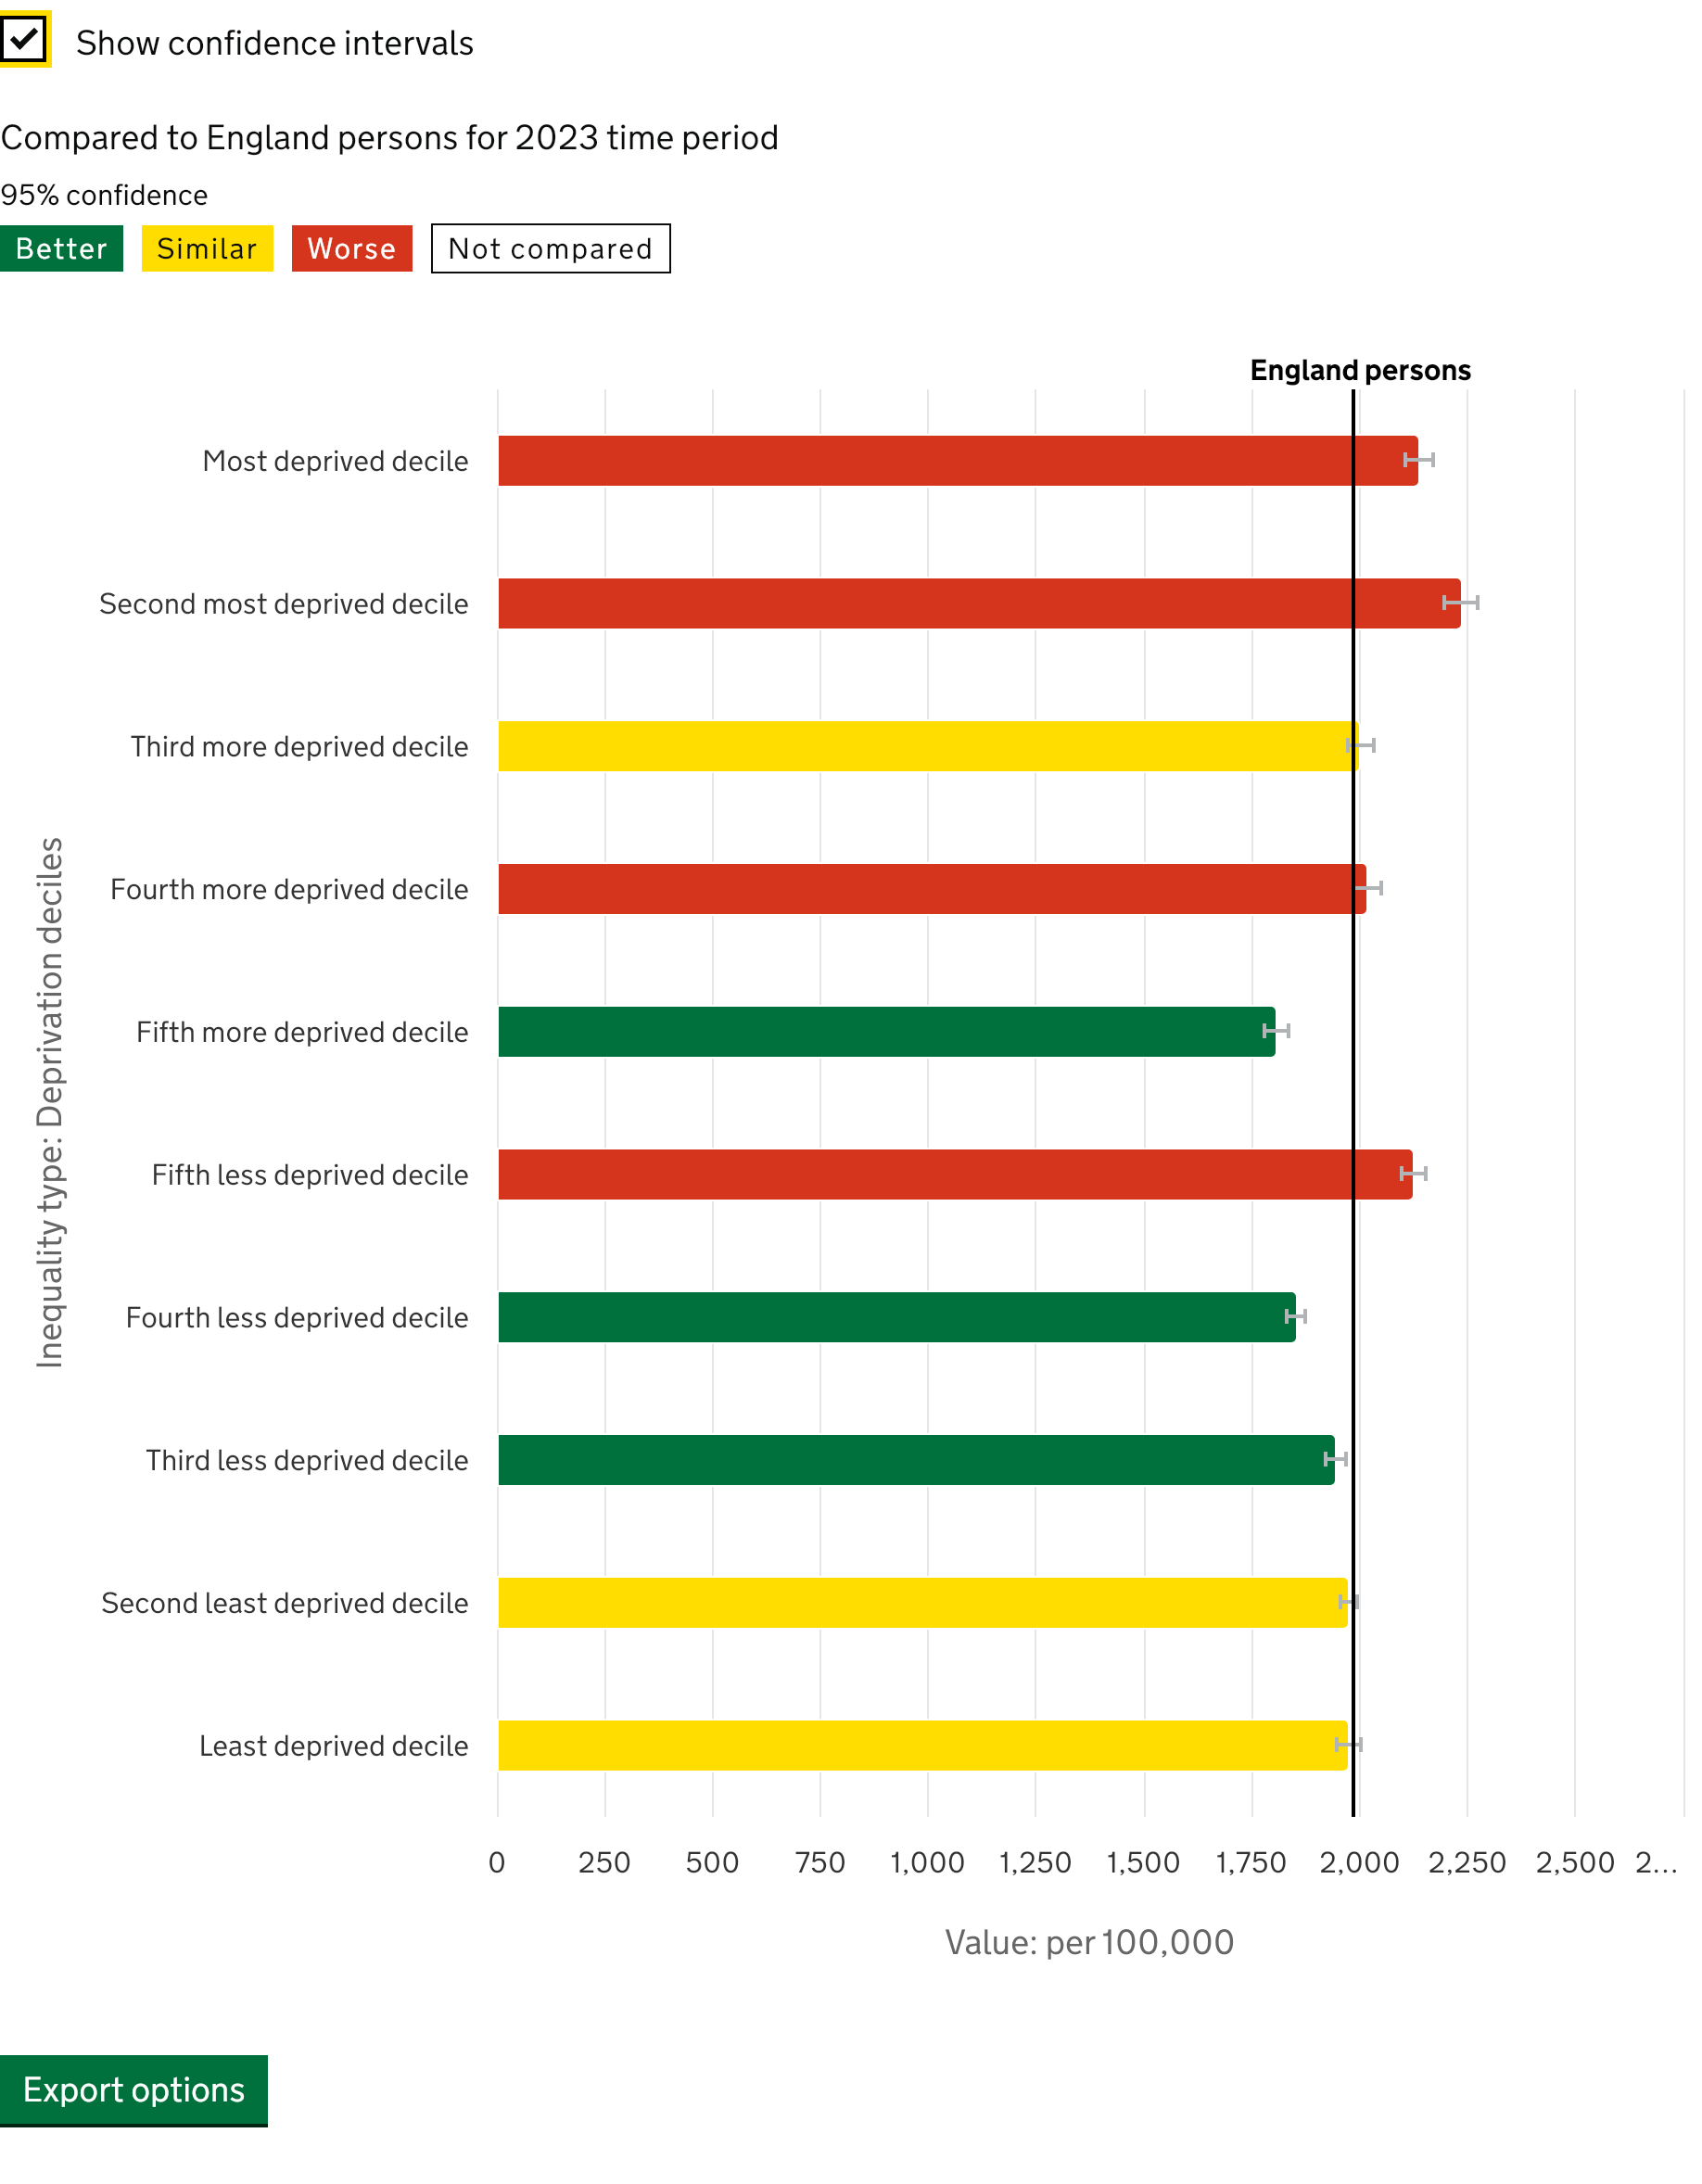 Show confidence intervals
Compared to England persons for 2023 time period
95% confidence
Better Similar Worse Not compared
England persons
Inequality type: Deprivation deciles
Most deprived decile
Second most deprived decile
Third more deprived decile
Fourth more deprived decile
Fifth more deprived decile
Fifth less deprived decile
Fourth less deprived decile
Third less deprived decile
Second least deprived decile
Least deprived decile
0 250 500 750 1,000 1,250 1,500 1,750 2,000 2,250 2,500 2...
Value: per 100,000
Export options